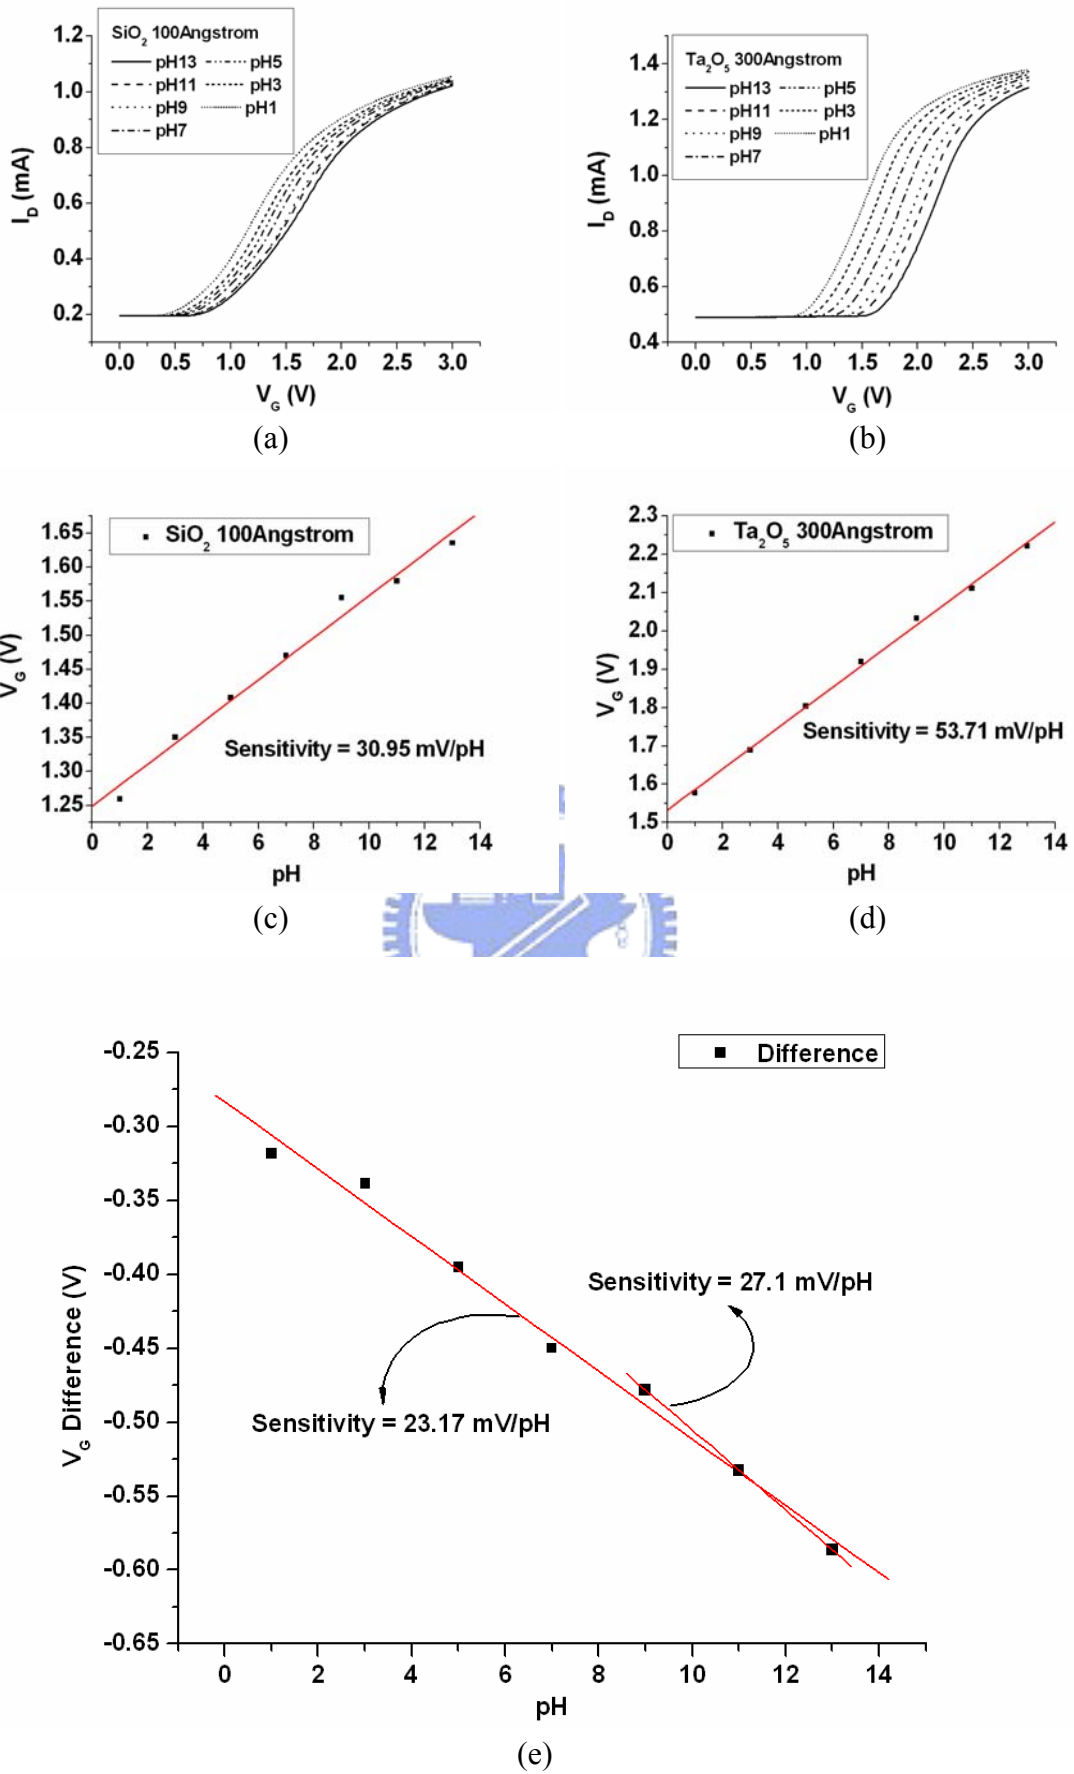 SiO2 100Angstrom
pH13 pH5
pH11 pH3
pH9 pH1
pH7
1.2
1.0
0.8
0.6
0.4
0.2
ID (mA)
0.0 0.5 1.0 1.5 2.0 2.5 3.0
VG (V)
(a)
Ta2O5 300Angstrom
pH13 pH5
pH11 pH3
pH9 pH1
pH7
1.4
1.2
1.0
0.8
0.6
0.4
ID (mA)
0.0 0.5 1.0 1.5 2.0 2.5 3.0
VG (V)
(b)
SiO2 100Angstrom
1.65
1.60
1.55
1.50
1.45
1.40
1.35
1.30
1.25
VG (V)
Sensitivity = 30.95 mV/pH
0 2 4 6 8 10 12 14
pH
(c)
Ta2O5 300Angstrom
2.3
2.2
2.1
2.0
1.9
1.8
1.7
1.6
1.5
VG (V)
Sensitivity = 53.71 mV/pH
0 2 4 6 8 10 12 14
pH
(d)
Difference
-0.25
-0.30
-0.35
-0.40
-0.45
-0.50
-0.55
-0.60
-0.65
VG Difference (V)
Sensitivity = 27.1 mV/pH
Sensitivity = 23.17 mV/pH
0 2 4 6 8 10 12 14
pH
(e)